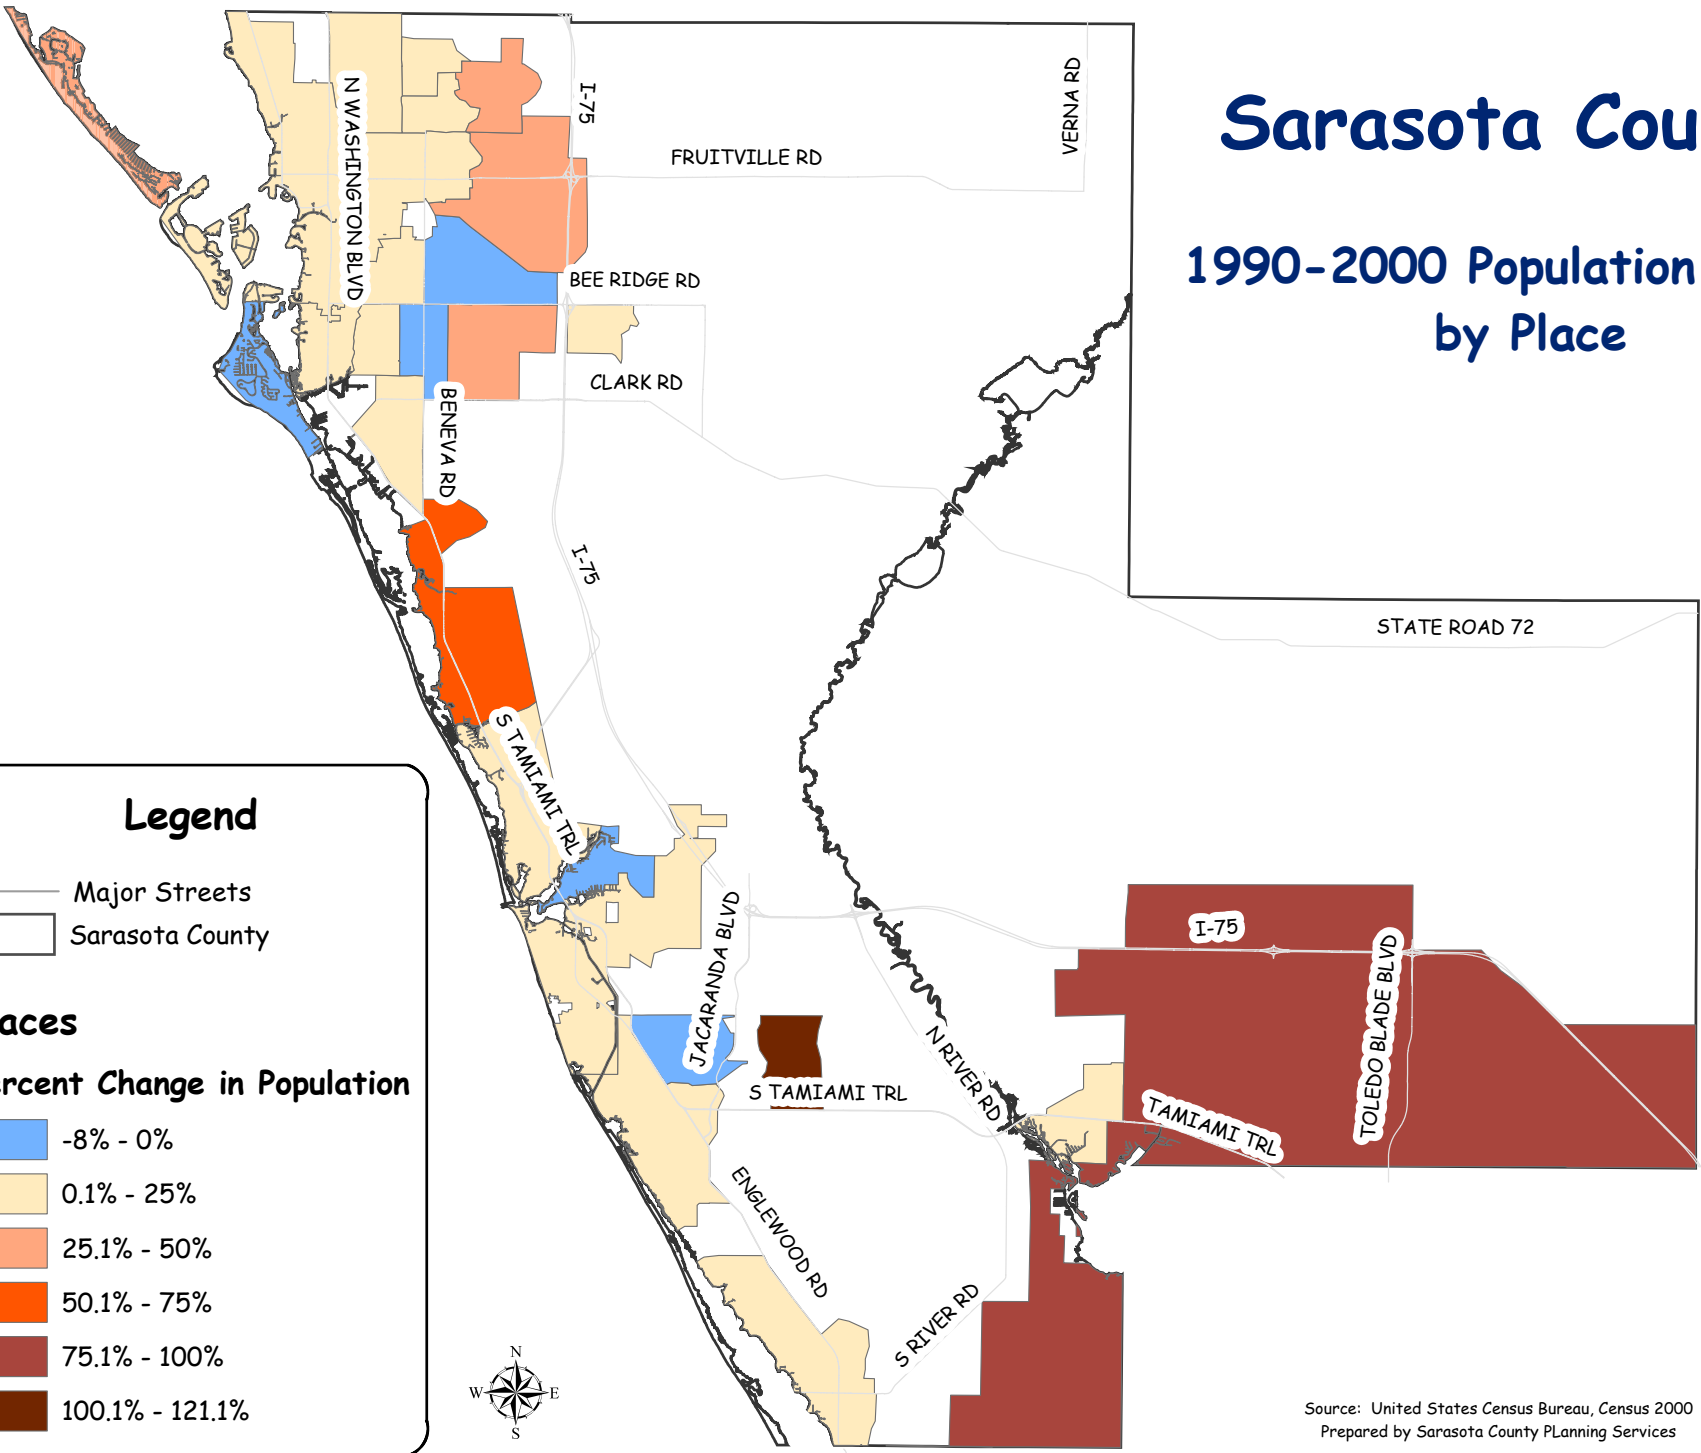 Sarasota Cou
1990-2000 Population
by Place
N WASHINGTON BLVD
I-75
VERNA RD
FRUITVILLE RD
BEE RIDGE RD
CLARK RD
BENEVA RD
I-75
STATE ROAD 72
S TAMIAMI TRL
JACARANDA BLVD
I-75
TOLEDO BLADE BLVD
N RIVER RD
S TAMIAMI TRL
TAMIAMI TRL
ENGLEWOOD RD
S RIVER RD
Legend
Major Streets
Sarasota County
aces
ercent Change in Population
-8% - 0%
0.1% - 25%
25.1% - 50%
50.1% - 75%
75.1% - 100%
100.1% - 121.1%
N
W E
S
Source: United States Census Bureau, Census 2000
Prepared by Sarasota County PLanning Services